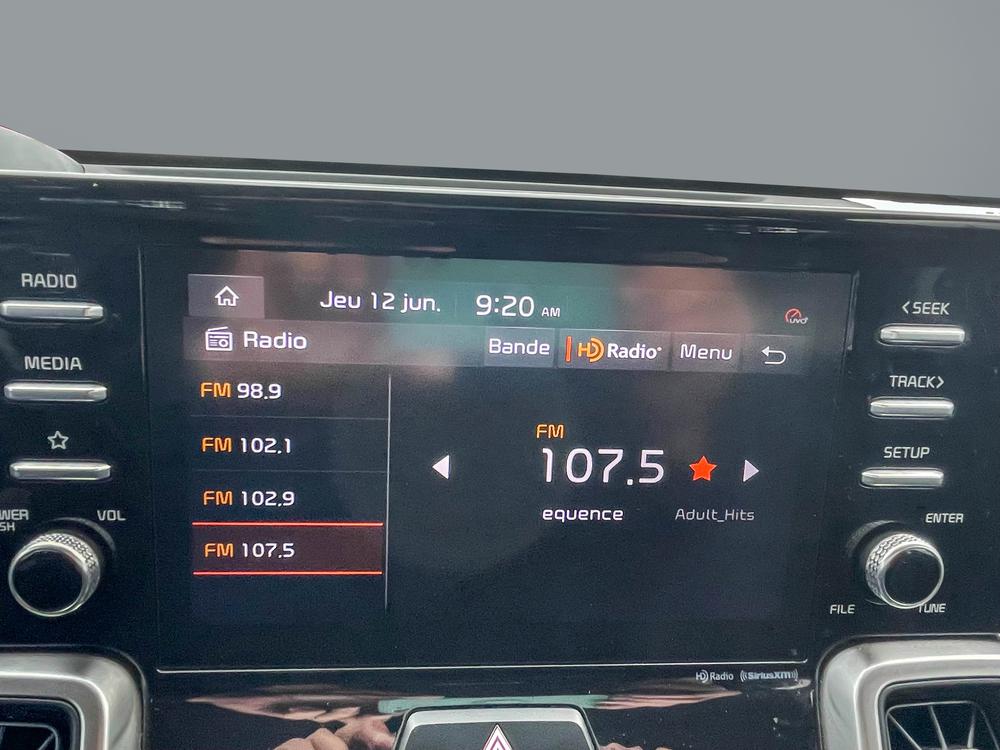 RADIO
MEDIA
VOL
Jeu 12 jun. 9:20 AM
UVO
Radio Bande HD Radio Menu
FM 98.9
FM 102.1
FM 102.9
FM 107.5
FM
107.5
equence Adult_Hits
<SEEK
TRACK>
SETUP
ENTER
FILE TUNE
HD Radio ((SiriusXM))